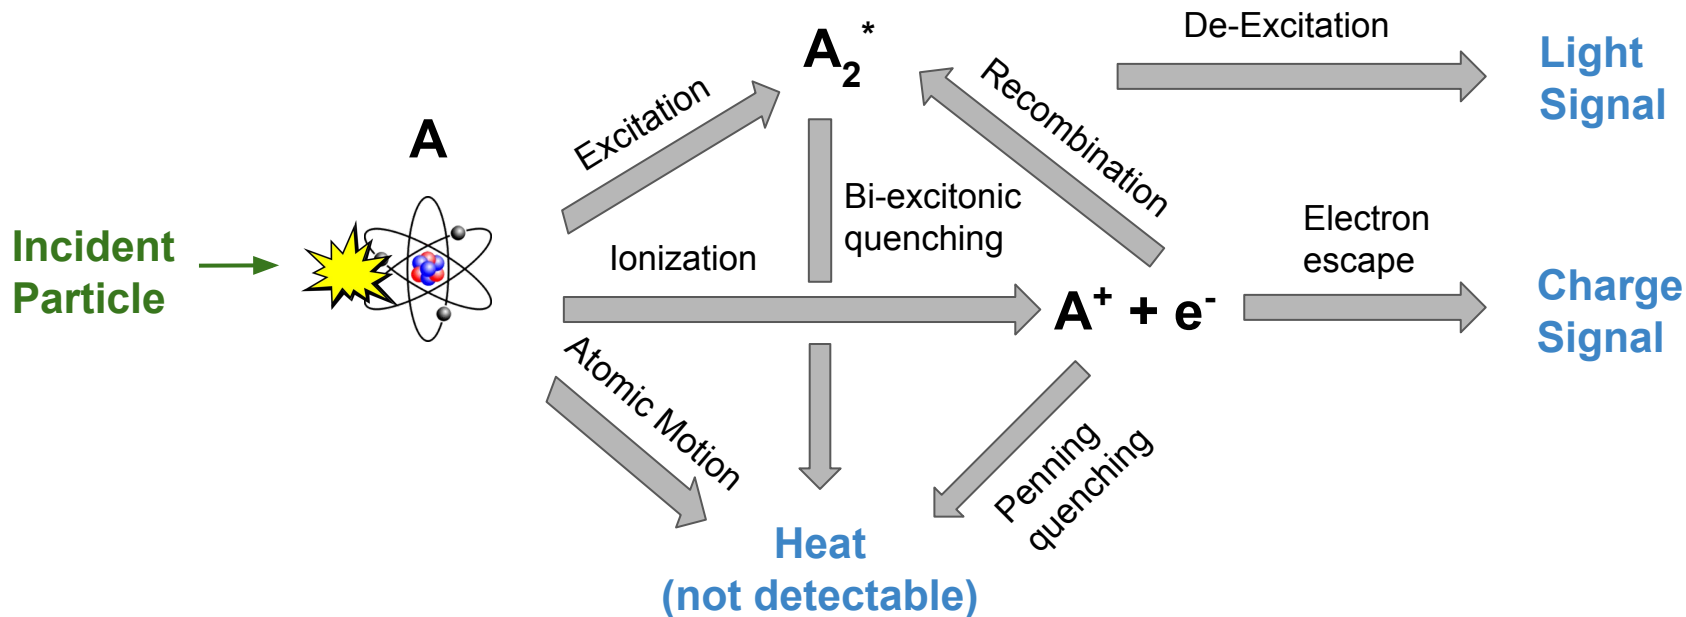 De-Excitation
A₂*
Light
Signal
Recombination
Excitation
A
Bi-excitonic
quenching
Electron
escape
Incident
Particle
Ionization
A⁺ + e⁻
Charge
Signal
Atomic Motion
Penning
quenching
Heat
(not detectable)